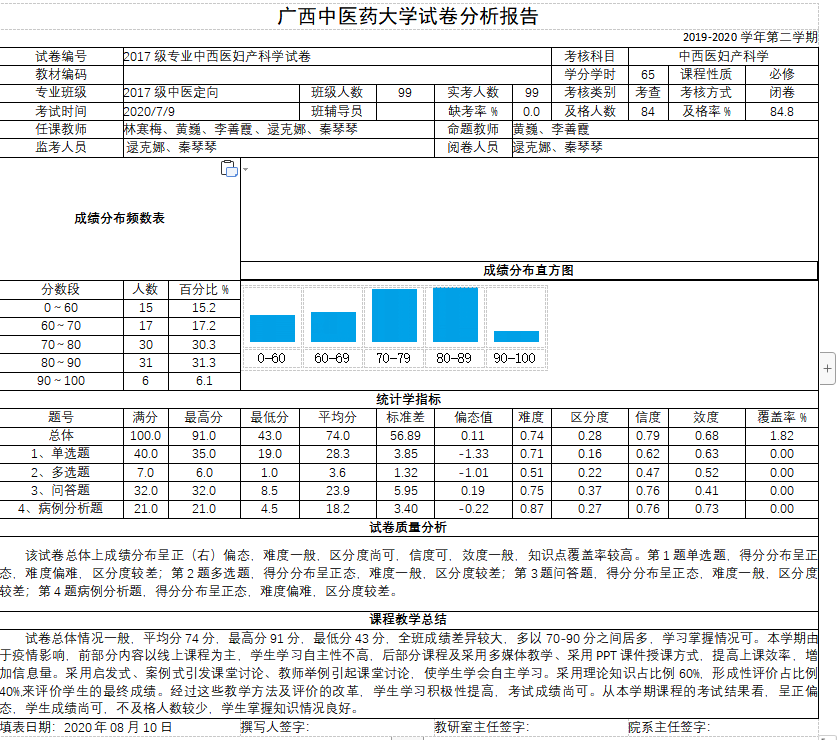 广西中医药大学试卷分析报告
2019-2020 学年第二学期
试卷编号 2017 级专业中西医妇产科学试卷 考核科目 中西医妇产科学
教材编码 学分学时 65 课程性质 必修
专业班级 2017 级中医定向 班级人数 99 实考人数 99 考核类别 考查 考核方式 闭卷
考试时间 2020/7/9 班辅导员 缺考率% 0.0 及格人数 84 及格率% 84.8
任课教师 林寒梅、黄巍、李善霞、逯克娜、秦琴琴 命题教师 黄巍、李善霞
监考人员 逯克娜、秦琴琴 阅卷人员 逯克娜、秦琴琴
成绩分布频数表
成绩分布直方图
分数段 人数 百分比%
0~60 15 15.2
60~70 17 17.2
70~80 30 30.3
80~90 31 31.3
90~100 6 6.1
0-60 60-69 70-79 80-89 90-100
统计学指标
题号 满分 最高分 最低分 平均分 标准差 偏态值 难度 区分度 信度 效度 覆盖率%
总体 100.0 91.0 43.0 74.0 56.89 0.11 0.74 0.28 0.79 0.68 1.82
1、单选题 40.0 35.0 19.0 28.3 3.85 -1.33 0.71 0.16 0.62 0.63 0.00
2、多选题 7.0 6.0 1.0 3.6 1.32 -1.01 0.51 0.22 0.47 0.52 0.00
3、问答题 32.0 32.0 8.5 23.9 5.95 0.19 0.75 0.37 0.76 0.41 0.00
4、病例分析题 21.0 21.0 4.5 18.2 3.40 -0.22 0.87 0.27 0.76 0.73 0.00
试卷质量分析
该试卷总体上成绩分布呈正（右）偏态，难度一般，区分度尚可，信度可，效度一般，知识点覆盖率较高。第1题单选题，得分分布呈正
态，难度偏难，区分度较差；第2题多选题，得分分布呈正态，难度一般，区分度较差；第3题问答题，得分分布呈正态，难度一般，区分度
较差；第4题病例分析题，得分分布呈正态，难度偏难，区分度较差。
课程教学总结
试卷总体情况一般，平均分74分，最高分91分，最低分43分，全班成绩差异较大，多以70-90分之间居多，学习掌握情况可。本学期由
于疫情影响，前部分内容以线上课程为主，学生学习自主性不高，后部分课程及采用多媒体教学、采用PPT课件授课方式，提高上课效率，增
加信息量。采用启发式、案例式引发课堂讨论、教师举例引起课堂讨论，使学生学会自主学习。采用理论知识占比例60%，形成性评价占比例
40%来评价学生的最终成绩。经过这些教学方法及评价的改革，学生学习积极性提高，考试成绩尚可。从本学期课程的考试结果看，呈正偏
态，学生成绩尚可，不及格人数较少，学生掌握知识情况良好。
填表日期：2020年08月10日 撰写人签字： 教研室主任签字： 院系主任签字：